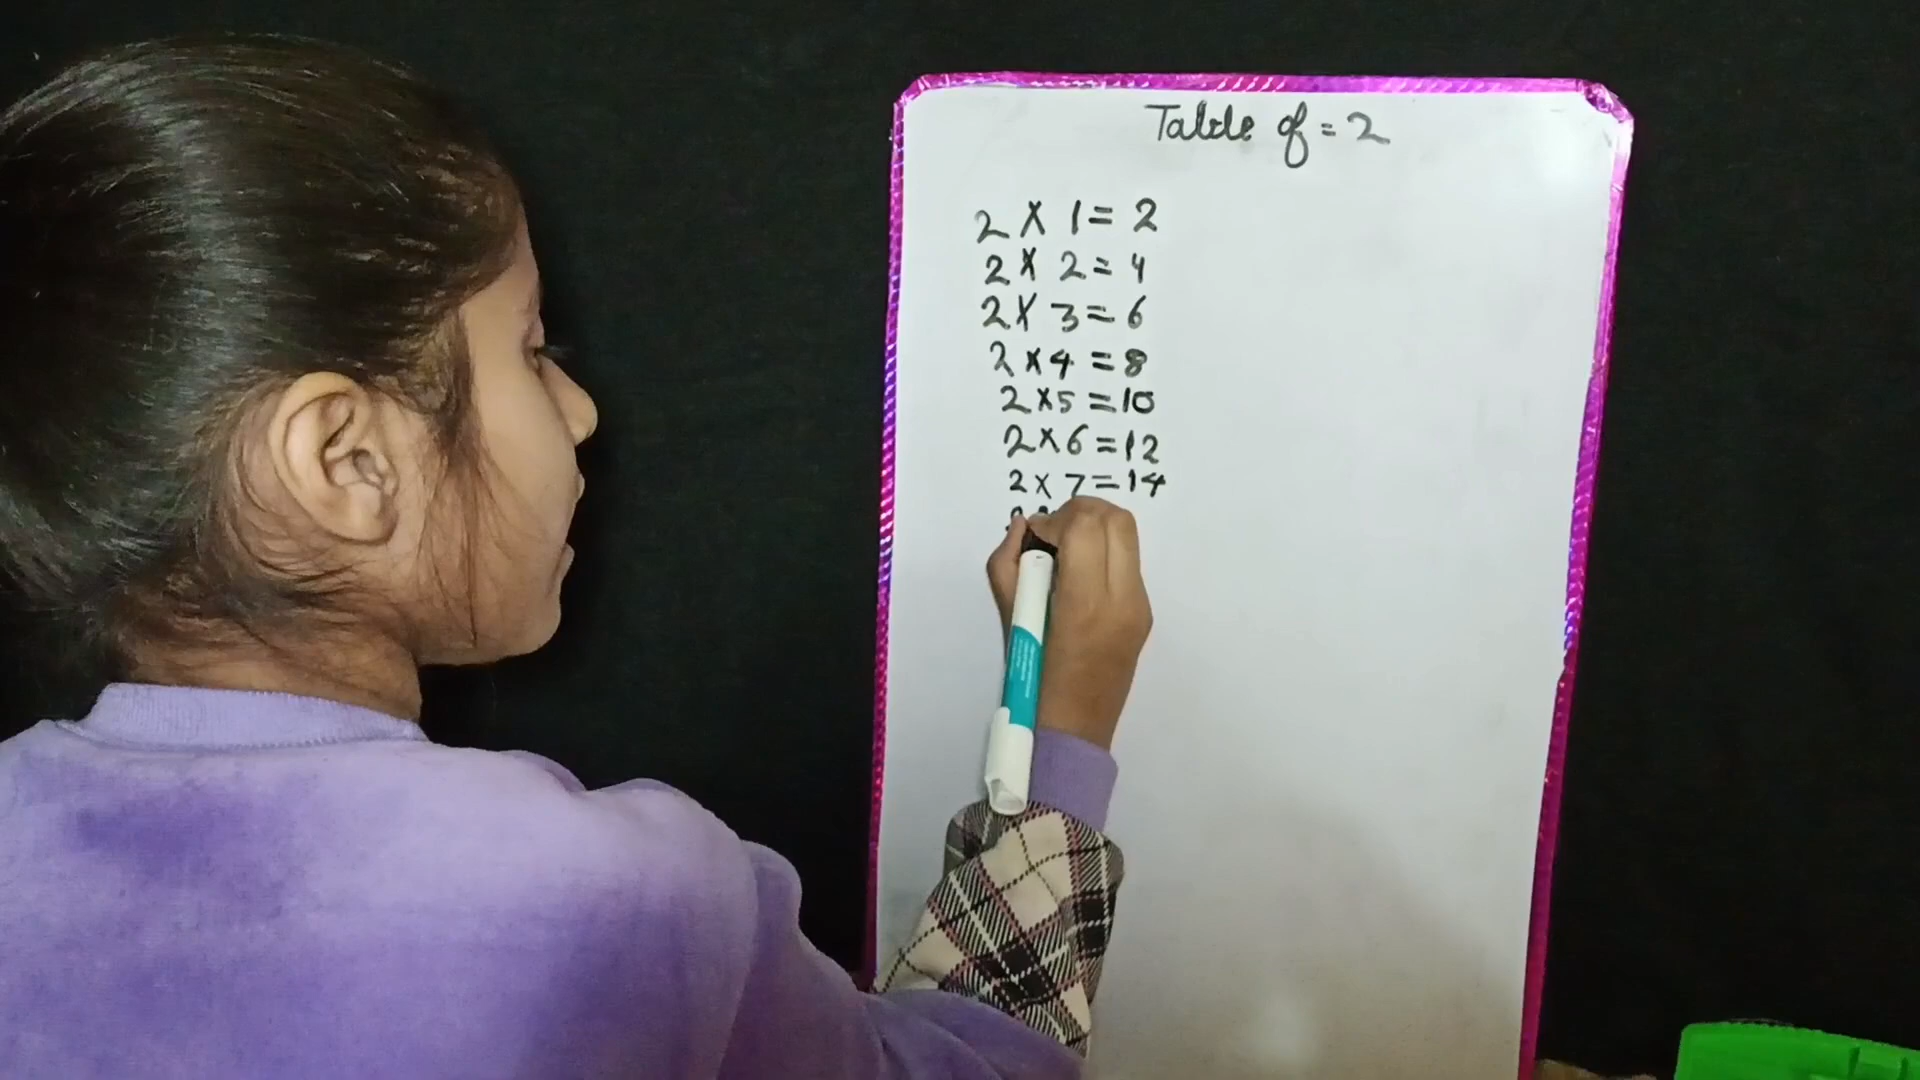 Table of = 2
2 × 1 = 2
2 × 2 = 4
2 × 3 = 6
2 × 4 = 8
2 × 5 = 10
2 × 6 = 12
2 × 7 = 14